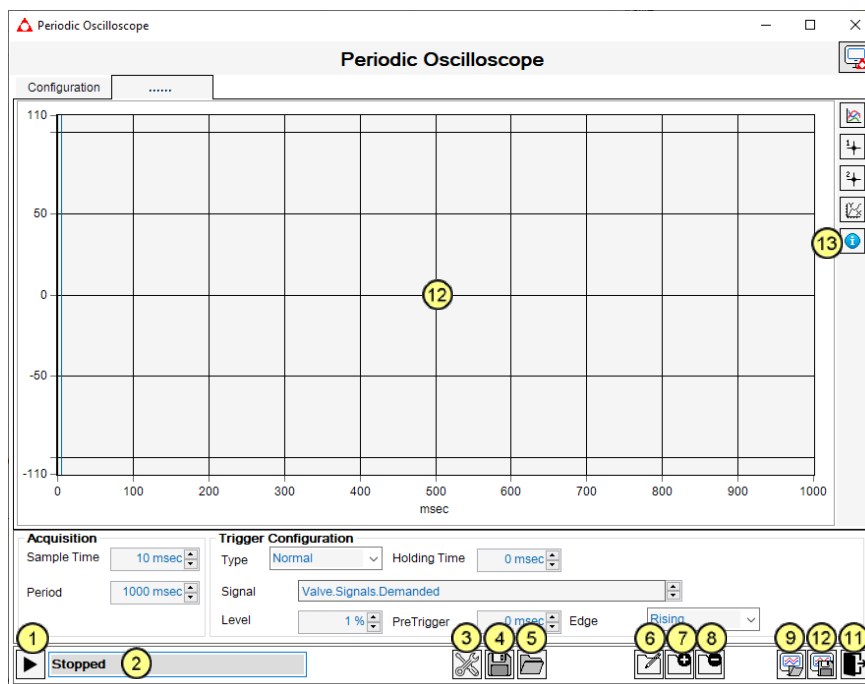 Periodic Oscilloscope
Periodic Oscilloscope
Configuration ......
110
50
0
-50
-110
0 100 200 300 400 500 600 700 800 900 1000
msec
12
1
2
13
Acquisition
Sample Time 10 msec
Period 1000 msec
Trigger Configuration
Type Normal Holding Time 0 msec
Signal Valve.Signals.Demanded
Level 1 % PreTrigger 0 msec Edge Rising
1 3 4 5 6 7 8 9 12 11
Stopped 2